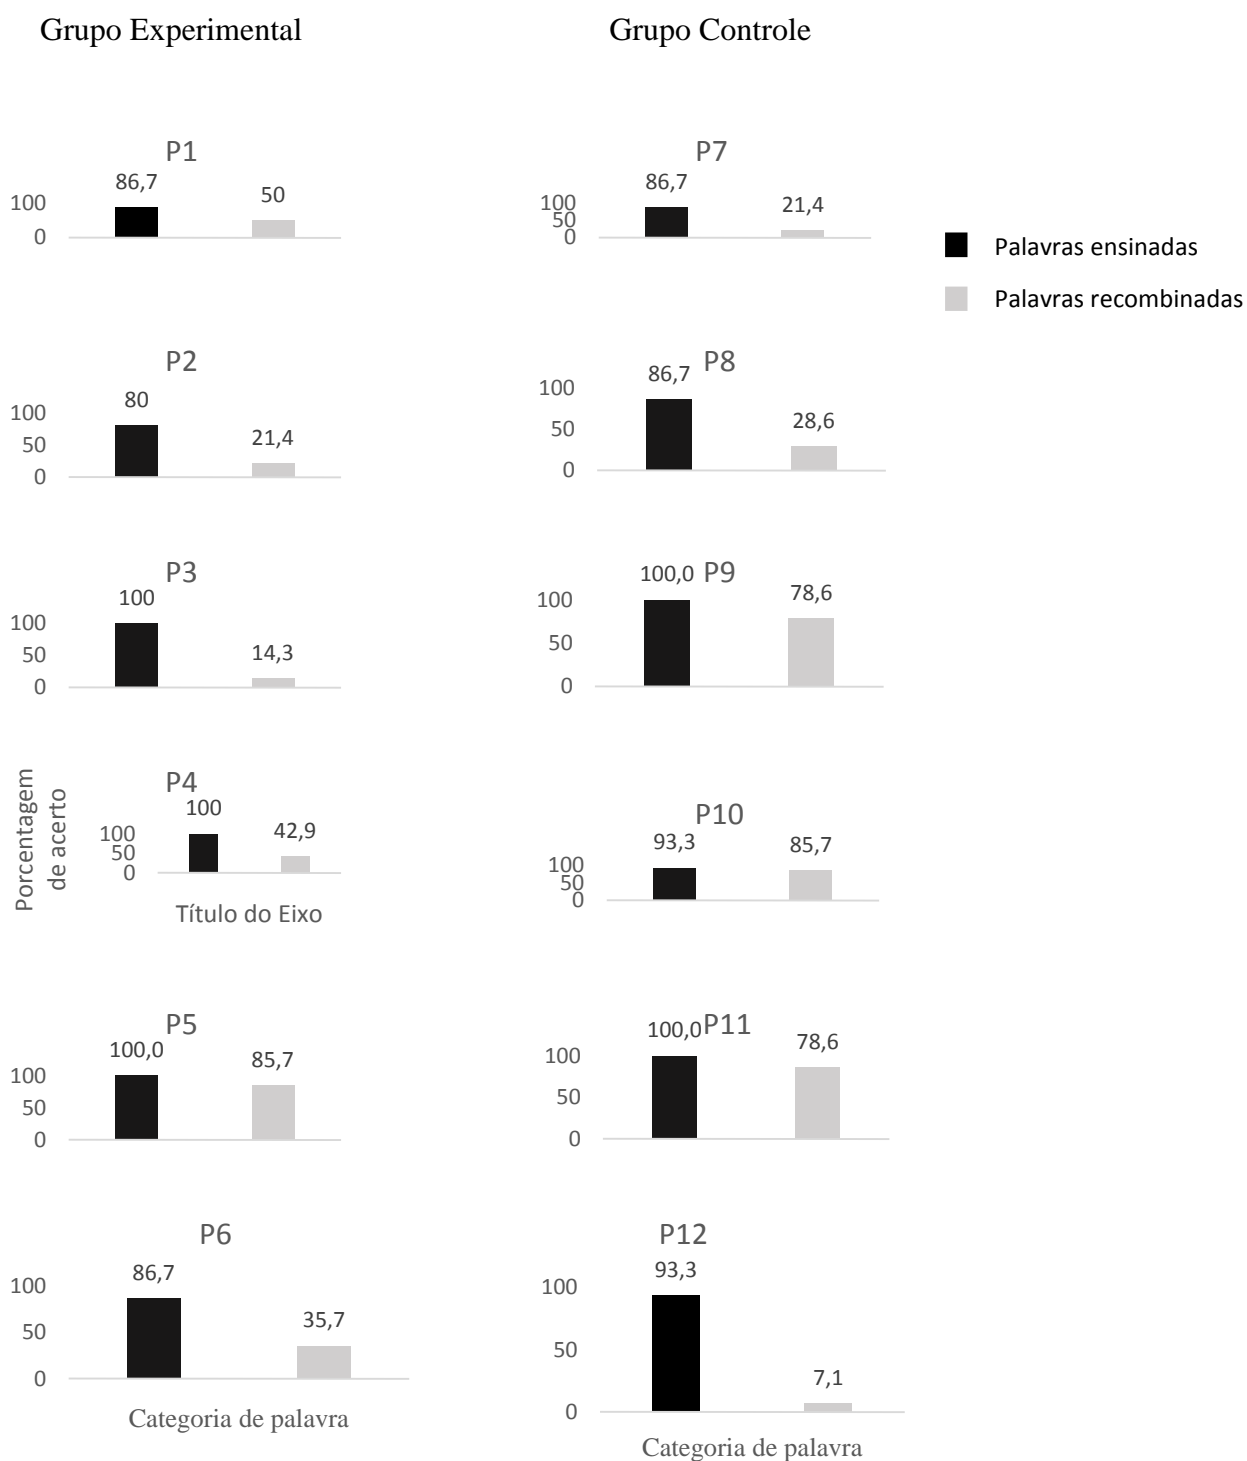 Grupo Experimental
Grupo Controle
P1
86,7
50
100
0
P7
86,7
21,4
100
50
0
Palavras ensinadas
Palavras recombinadas
P2
80
21,4
100
50
0
P8
86,7
28,6
100
50
0
P3
100
14,3
100
50
0
P9
100,0
78,6
100
50
0
Porcentagem
de acerto
P4
100
42,9
100
50
0
Título do Eixo
P10
93,3
85,7
100
50
0
P5
100,0
85,7
100
50
0
P11
100,0
78,6
100
50
0
P6
86,7
35,7
100
50
0
Categoria de palavra
P12
93,3
7,1
100
50
0
Categoria de palavra